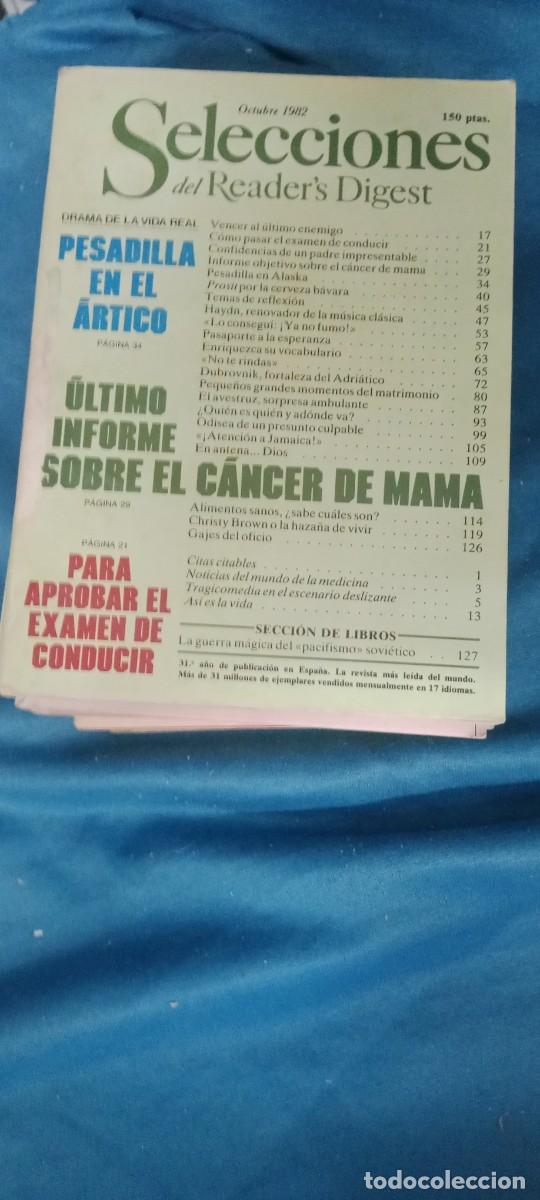 Octubre 1982
150 ptas.
Selecciones
del Reader's Digest
DRAMA DE LA VIDA REAL
PESADILLA
EN EL
ÁRTICO
PÁGINA 34
Vencer al último enemigo . . . 17
Cómo pasar el examen de conducir . . . 21
Confidencias de un padre impresentable . . . 27
Informe objetivo sobre el cáncer de mama . . . 29
Pesadilla en Alaska . . . 34
Prosit por la cerveza bávara . . . 40
Temas de reflexión . . . 45
Haydn, renovador de la música clásica . . . 47
«Lo conseguí: ¡Ya no fumo!» . . . 53
Pasaporte a la esperanza . . . 57
Enriquezca su vocabulario . . . 63
«No te rindas» . . . 65
Dubrovnik, fortaleza del Adriático . . . 72
Pequeños grandes momentos del matrimonio . . . 80
El avestruz, sorpresa ambulante . . . 87
¿Quién es quién y adónde va? . . . 93
Odisea de un presunto culpable . . . 99
«¡Atención a Jamaica!» . . . 105
En antena... Dios . . . 109
ÚLTIMO
INFORME
SOBRE EL CÁNCER DE MAMA
PÁGINA 29
Alimentos sanos, ¿sabe cuáles son? . . . 114
Christy Brown o la hazaña de vivir . . . 119
Gajes del oficio . . . 126
PÁGINA 21
PARA
APROBAR EL
EXAMEN DE
CONDUCIR
Citas citables . . . 1
Noticias del mundo de la medicina . . . 3
Tragicomedia en el escenario deslizante . . . 5
Así es la vida . . . 13
SECCIÓN DE LIBROS
La guerra mágica del «pacifismo» soviético . . 127
31.º año de publicación en España. La revista más leída del mundo.
Más de 31 millones de ejemplares vendidos mensualmente en 17 idiomas.
todocoleccion